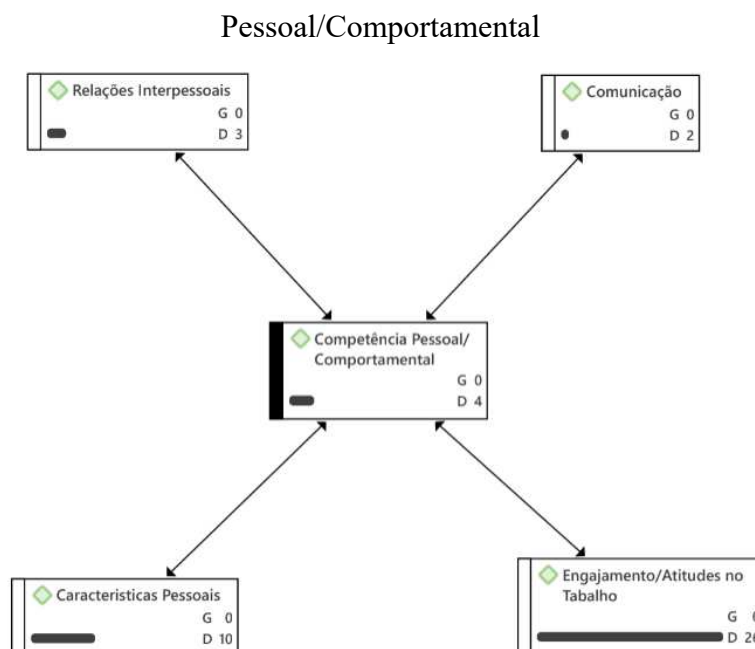 Pessoal/Comportamental
Relações Interpessoais
G 0
D 3
Comunicação
G 0
D 2
Competência Pessoal/
Comportamental
G 0
D 4
Caracteristicas Pessoais
G 0
D 10
Engajamento/Atitudes no
Tabalho
G
D 26